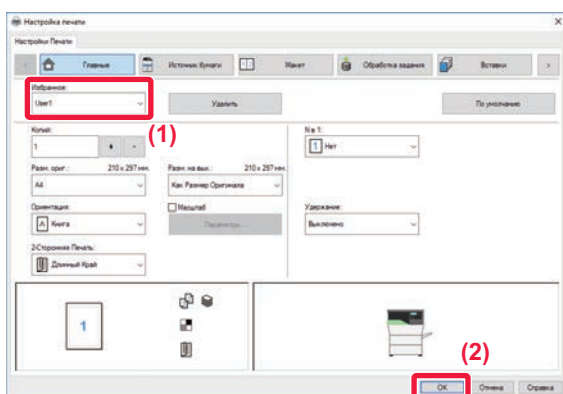 Настройка печати
Настройки Печати
Главные
Источник бумаги
Макет
Обработка задания
Вставки
Избранное:
User1
Удалить
По умолчанию
(1)
Копий:
1
N в 1:
1 Нет
Разм. ориг.: 210 x 297 мм.
A4
Разм. на вых.: 210 x 297 мм.
Как Размер Оригинала
Ориентация:
A Книга
Масштаб
Параметры...
Удержание:
Выключено
2-Сторонняя Печать:
Длинный Край
1
(2)
OK
Отмена
Справка